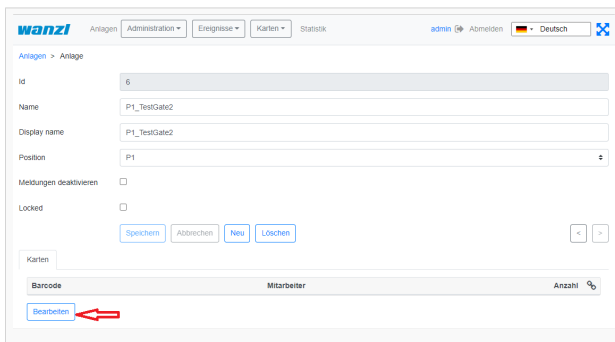 wanzl Anlagen Administration Ereignisse Karten Statistik admin Abmelden Deutsch
Anlagen > Anlage
Id 6
Name P1_TestGate2
Display name P1_TestGate2
Position P1
Meldungen deaktivieren
Locked
Speichern Abbrechen Neu Löschen < >
Karten
Barcode Mitarbeiter Anzahl
Bearbeiten